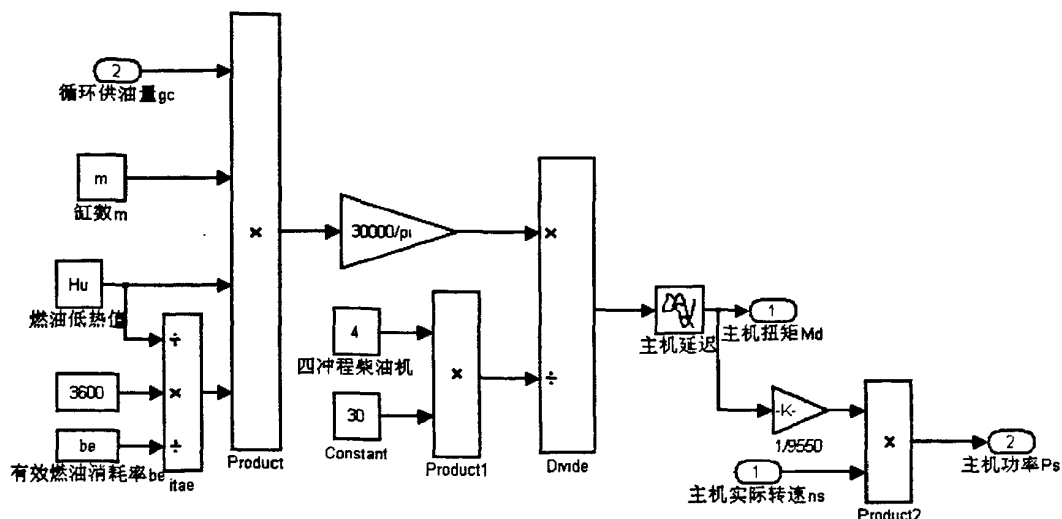 2
循环供油量gc
m
缸数m
×
30000/pi
×
Hu
燃油低热值
÷
4
四冲程柴油机
×
÷
主机延迟
1
主机扭矩Md
3600
×
30
Constant
Product1
Divide
-K-
1/9550
×
2
主机功率Ps
be
÷
有效燃油消耗率be
itae
Product
1
主机实际转速ns
Product2